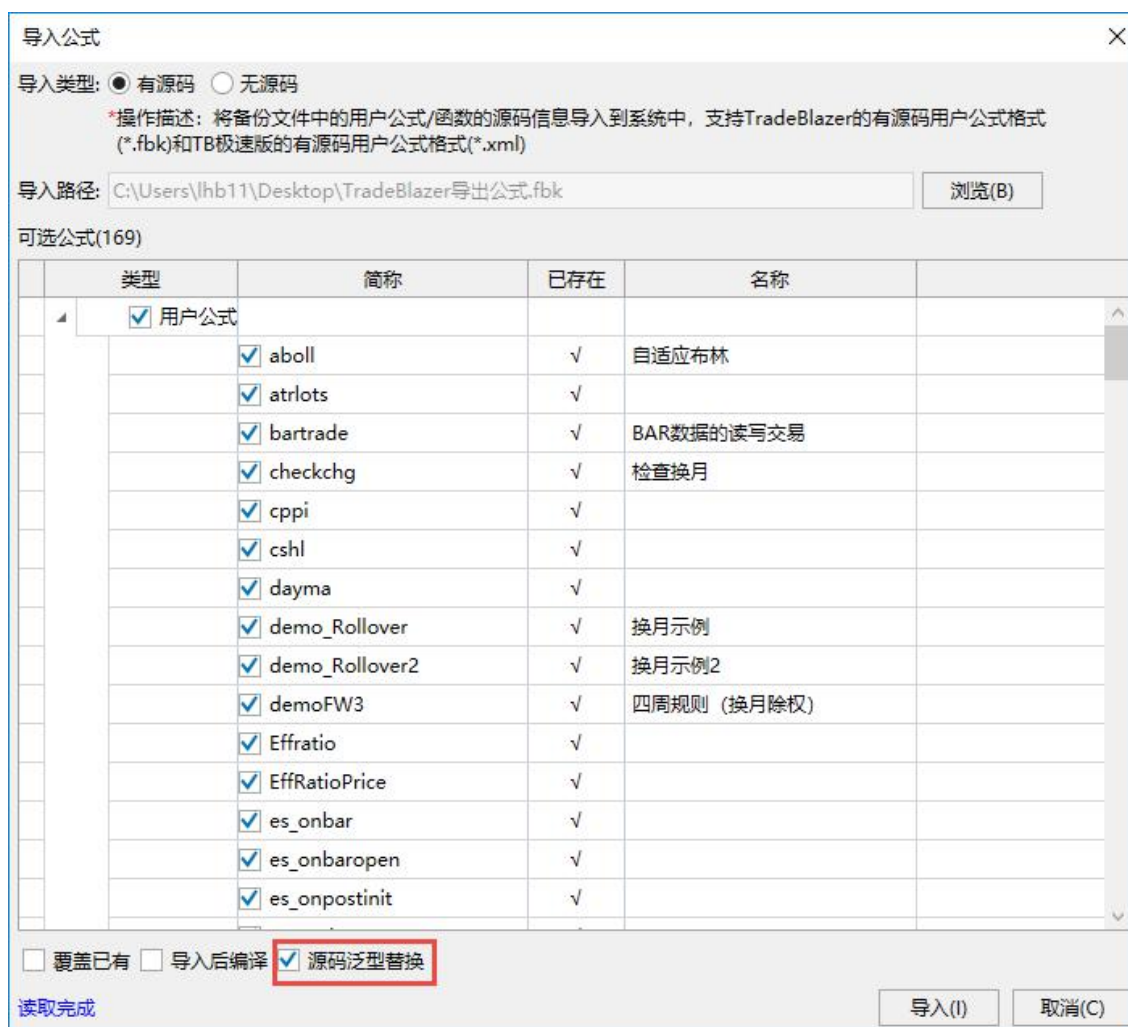 导入公式
导入类型: 有源码 无源码
*操作描述：将备份文件中的用户公式/函数的源码信息导入到系统中，支持TradeBlazer的有源码用户公式格式
(*.fbk)和TB极速版的有源码用户公式格式(*.xml)
导入路径: C:\Users\lhb11\Desktop\TradeBlazer导出公式.fbk 浏览(B)
可选公式(169)
类型 简称 已存在 名称
用户公式
aboll √ 自适应布林
atrlots √
bartrade √ BAR数据的读写交易
checkchg √ 检查换月
cppi √
cshl √
dayma √
demo_Rollover √ 换月示例
demo_Rollover2 √ 换月示例2
demoFW3 √ 四周规则（换月除权）
Effratio √
EffRatioPrice √
es_onbar √
es_onbaropen √
es_onpostinit √
覆盖已有 导入后编译 源码泛型替换
读取完成 导入(I) 取消(C)